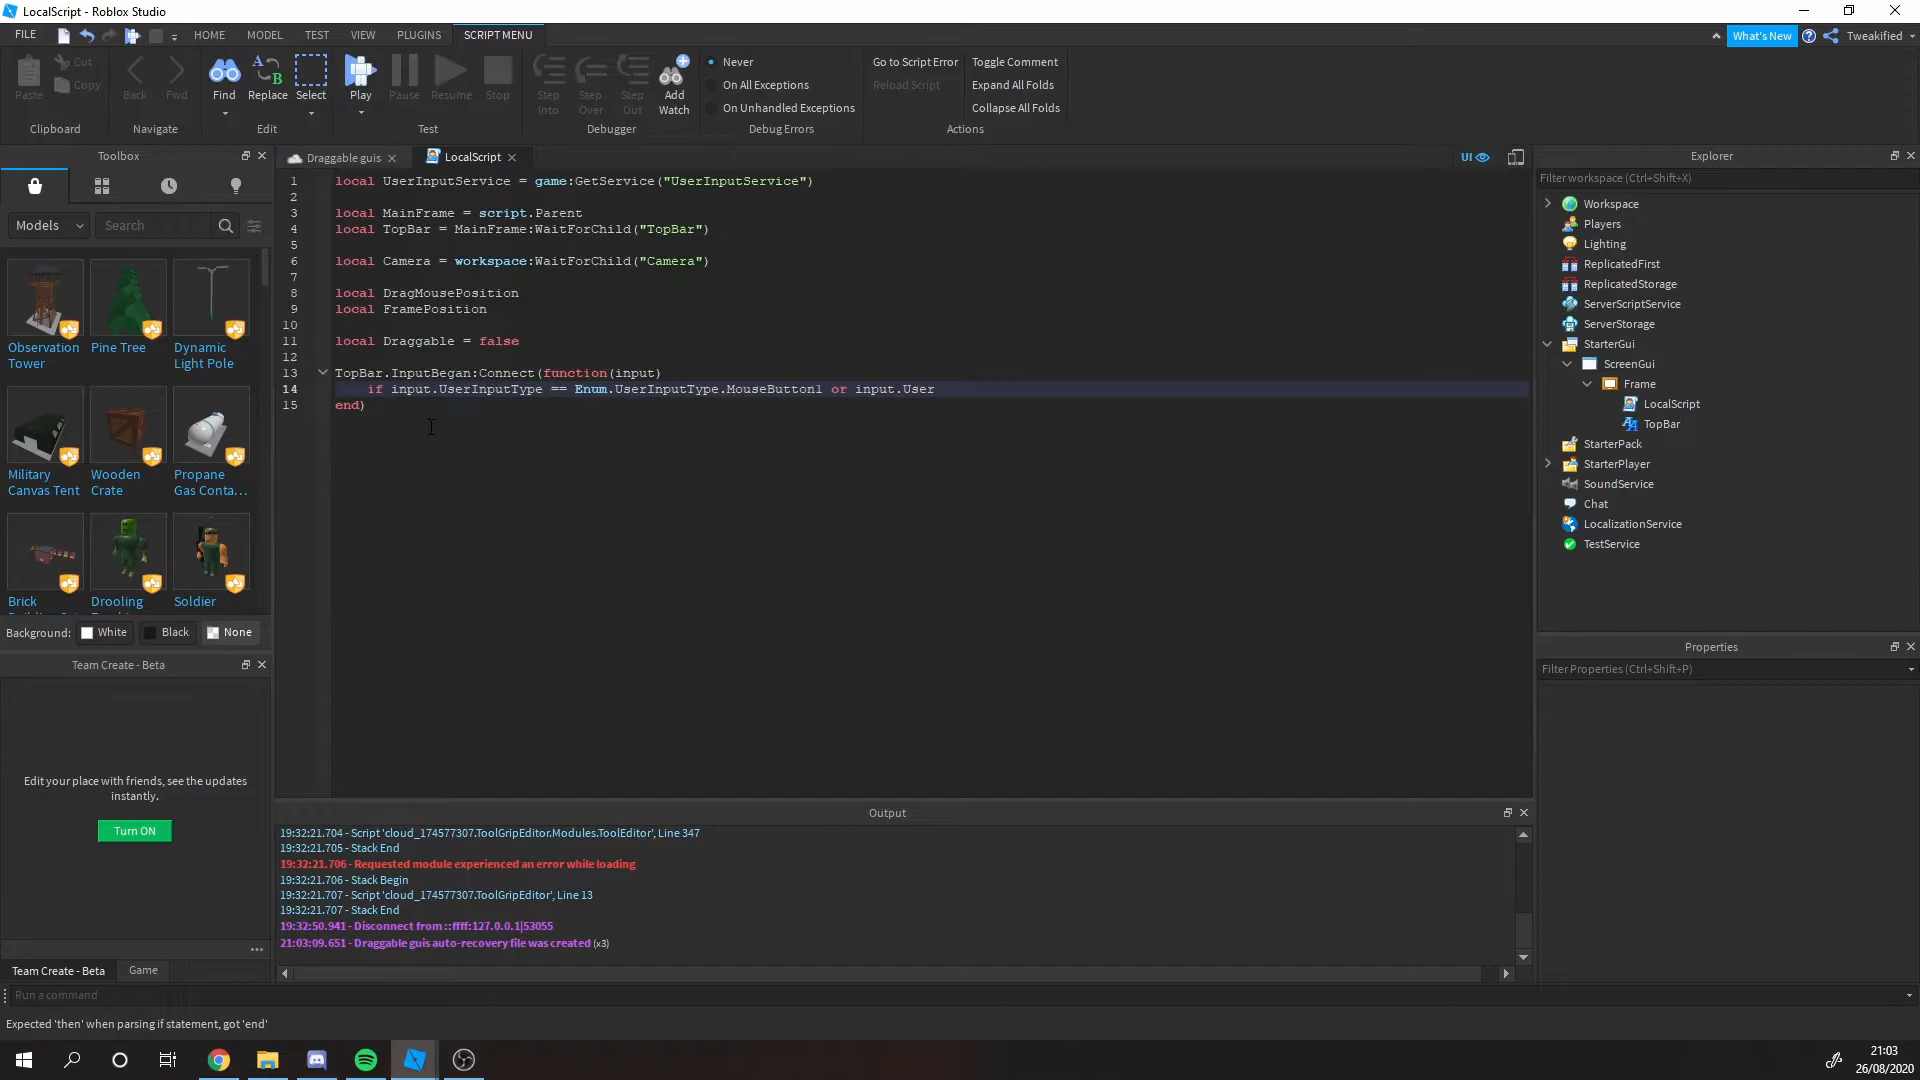 LocalScript - Roblox Studio
FILE
HOME
MODEL
TEST
VIEW
PLUGINS
SCRIPT MENU
What's New
Tweakified
Paste
Cut
Copy
Back
Fwd
Find
Replace
Select
Play
Pause
Resume
Stop
Step Into
Step Over
Step Out
Add Watch
Never
On All Exceptions
On Unhandled Exceptions
Go to Script Error
Reload Script
Toggle Comment
Expand All Folds
Collapse All Folds
Clipboard
Navigate
Edit
Test
Debugger
Debug Errors
Actions
Toolbox
Models
Search
Observation Tower
Pine Tree
Dynamic Light Pole
Military Canvas Tent
Wooden Crate
Propane Gas Conta...
Brick
Drooling
Soldier
Background:
White
Black
None
Team Create - Beta
Edit your place with friends, see the updates
instantly.
Turn ON
Team Create - Beta
Game
Draggable guis
LocalScript
UI
1 local UserInputService = game:GetService("UserInputService")
2
3 local MainFrame = script.Parent
4 local TopBar = MainFrame:WaitForChild("TopBar")
5
6 local Camera = workspace:WaitForChild("Camera")
7
8 local DragMousePosition
9 local FramePosition
10
11 local Draggable = false
12
13 TopBar.InputBegan:Connect(function(input)
14 if input.UserInputType == Enum.UserInputType.MouseButton1 or input.User
15 end)
Output
19:32:21.704 - Script 'cloud_174577307.ToolGripEditor.Modules.ToolEditor', Line 347
19:32:21.705 - Stack End
19:32:21.706 - Requested module experienced an error while loading
19:32:21.706 - Stack Begin
19:32:21.707 - Script 'cloud_174577307.ToolGripEditor', Line 13
19:32:21.707 - Stack End
19:32:50.941 - Disconnect from ::ffff:127.0.0.1|53055
21:03:09.651 - Draggable guis auto-recovery file was created (x3)
Explorer
Filter workspace (Ctrl+Shift+X)
Workspace
Players
Lighting
ReplicatedFirst
ReplicatedStorage
ServerScriptService
ServerStorage
StarterGui
ScreenGui
Frame
LocalScript
TopBar
StarterPack
StarterPlayer
SoundService
Chat
LocalizationService
TestService
Properties
Filter Properties (Ctrl+Shift+P)
Run a command
Expected 'then' when parsing if statement, got 'end'
21:03
26/08/2020